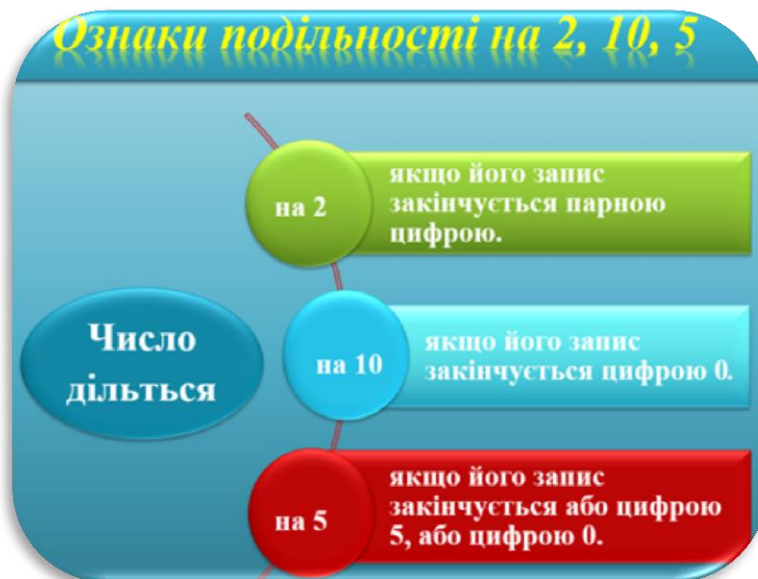 Ознаки подільності на 2, 10, 5
Число
дільться
на 2
якщо його запис
закінчується парною
цифрою.
на 10
якщо його запис
закінчується цифрою 0.
на 5
якщо його запис
закінчується або цифрою
5, або цифрою 0.